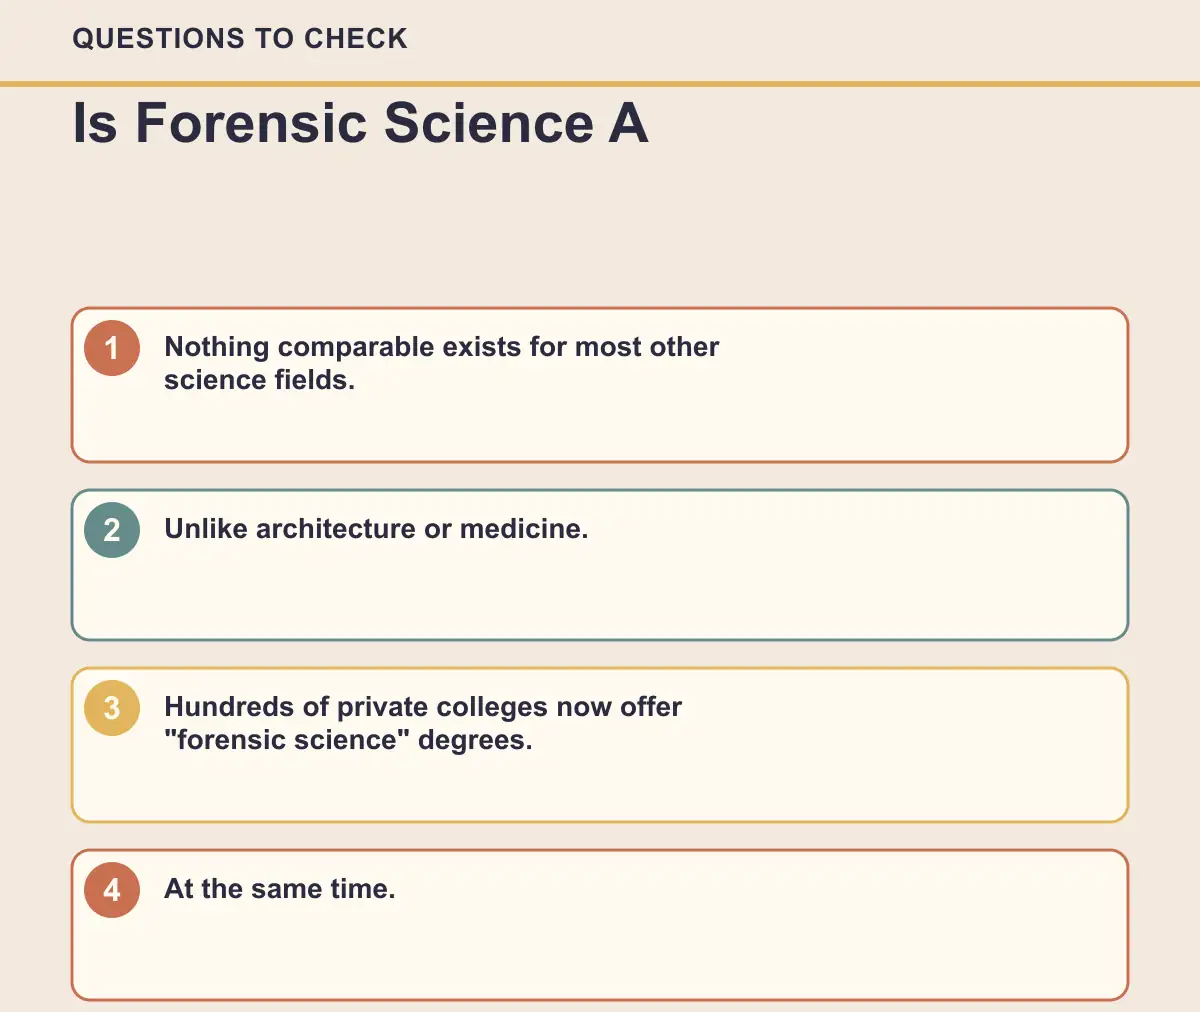 QUESTIONS TO CHECK
Is Forensic Science A
1
Nothing comparable exists for most other
science fields.
2
Unlike architecture or medicine.
3
Hundreds of private colleges now offer
"forensic science" degrees.
4
At the same time.